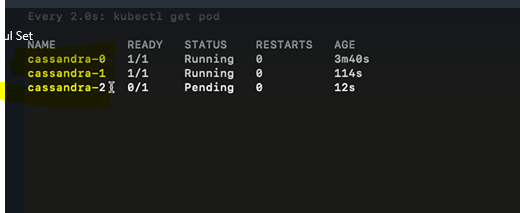 Every 2.0s: kubectl get pod
ul Set
NAME READY STATUS RESTARTS AGE
cassandra-0 1/1 Running 0 3m40s
cassandra-1 1/1 Running 0 114s
cassandra-2 0/1 Pending 0 12s